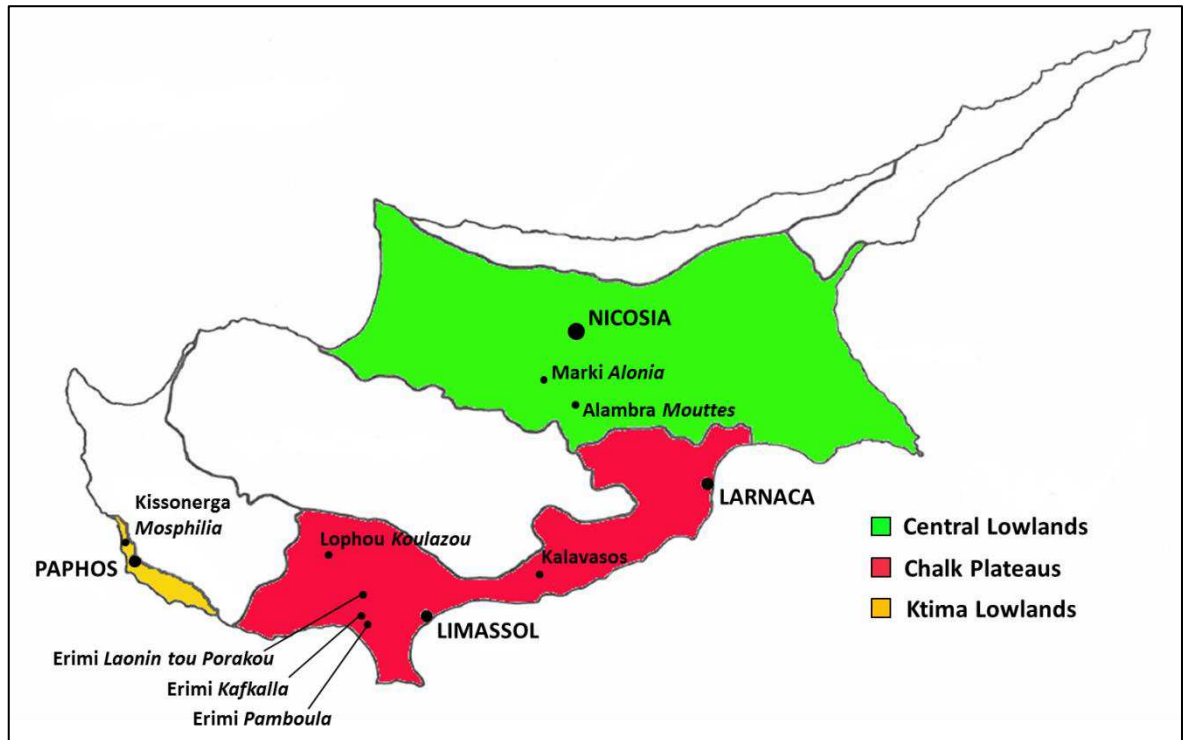 NICOSIA
Marki Alonia
Alambra Mouttes
LARNACA
Kissonerga
Mosphilia
PAPHOS
Lophou Koulazou
Kalavasos
LIMASSOL
Erimi Laonin tou Porakou
Erimi Kafkalla
Erimi Pamboula
Central Lowlands
Chalk Plateaus
Ktima Lowlands